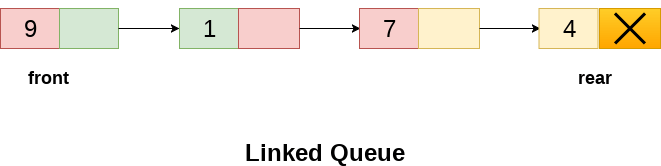 9 1 7 4
front rear
Linked Queue